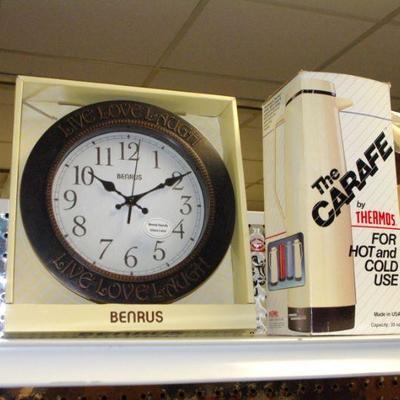 LIVE LOVE LAUGH
12
11
1
10
2
9
3
8
4
7
5
6
BENRUS
LIVE LOVE LAUGH
BENRUS
The
CARAFE
by
THERMOS
FOR
HOT and
COLD
USE
Made in USA